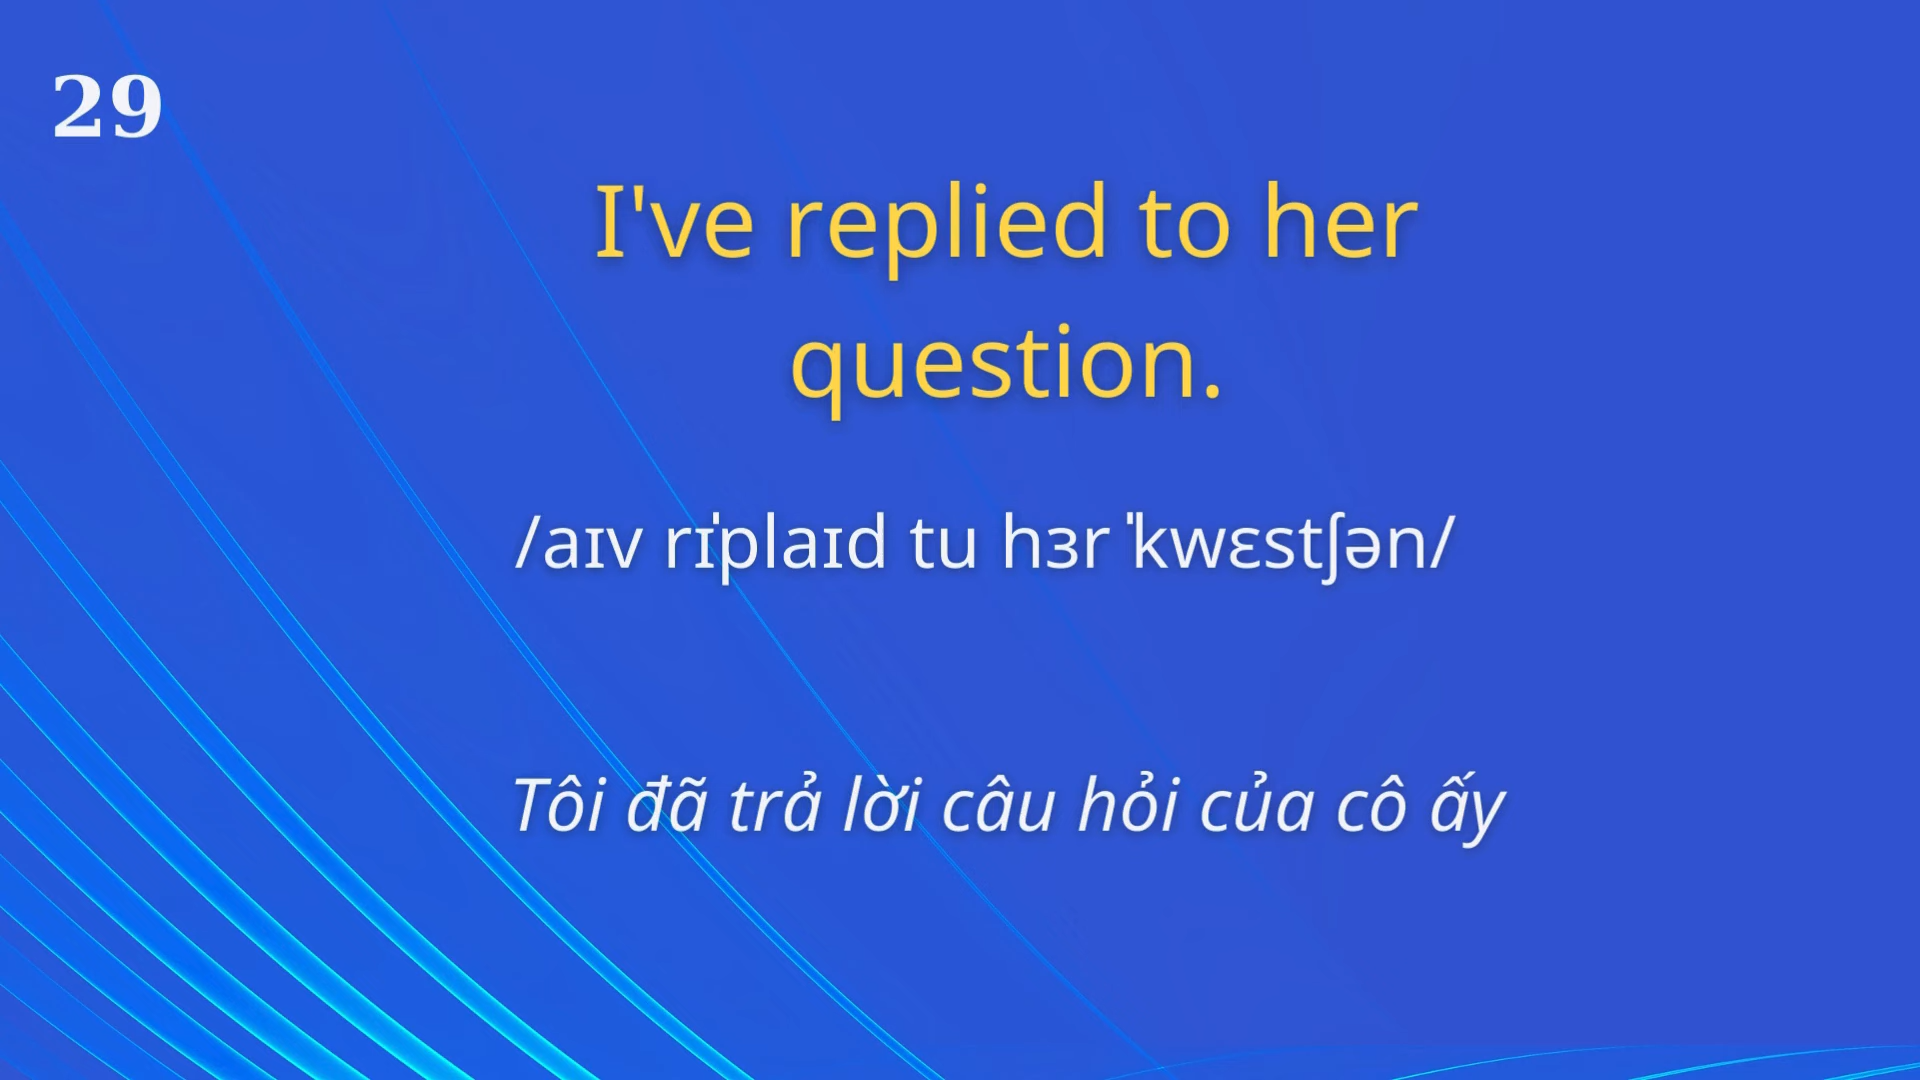 29
I've replied to her
question.
/aɪv rɪˈplaɪd tu hɜr ˈkwɛstʃən/
Tôi đã trả lời câu hỏi của cô ấy